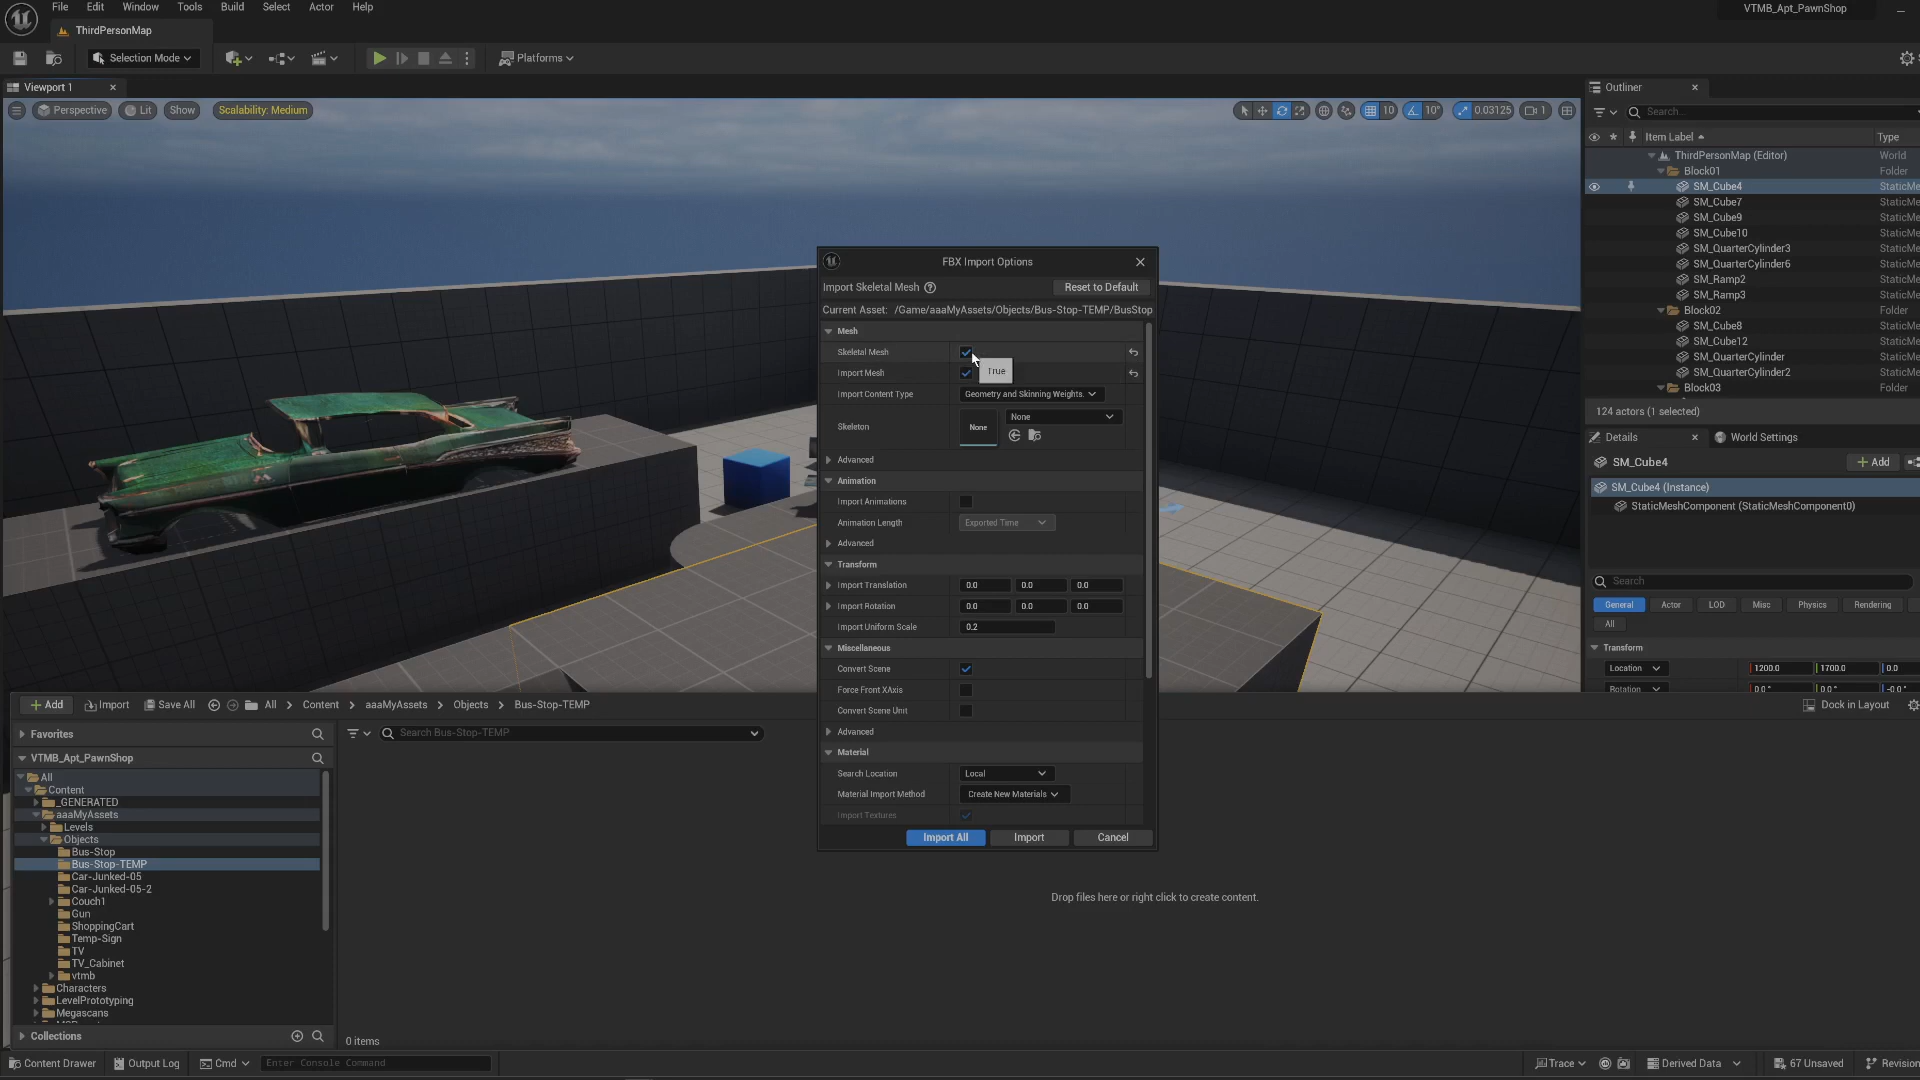 File Edit Window Tools Build Select Actor Help
VTMB_Apt_PawnShop
ThirdPersonMap
Selection Mode
Platforms
Viewport 1
Perspective Lit Show Scalability: Medium
10 10° 0.03125 1
Outliner
Search...
Item Label Type
ThirdPersonMap (Editor) World
Block01 Folder
SM_Cube4 StaticMe
SM_Cube7 StaticMe
SM_Cube9 StaticMe
SM_Cube10 StaticMe
SM_QuarterCylinder3 StaticMe
SM_QuarterCylinder6 StaticMe
SM_Ramp2 StaticMe
SM_Ramp3 StaticMe
Block02 Folder
SM_Cube8 StaticMe
SM_Cube12 StaticMe
SM_QuarterCylinder StaticMe
SM_QuarterCylinder2 StaticMe
Block03 Folder
124 actors (1 selected)
Details World Settings
SM_Cube4
+ Add
SM_Cube4 (Instance)
StaticMeshComponent (StaticMeshComponent0)
Search
General Actor LOD Misc Physics Rendering
All
Transform
Location 1200.0 1700.0 0.0
Rotation 0.0° 0.0° -0.0°
FBX Import Options
Import Skeletal Mesh Reset to Default
Current Asset: /Game/aaaMyAssets/Objects/Bus-Stop-TEMP/BusStop
Mesh
Skeletal Mesh
True
Import Mesh
Import Content Type Geometry and Skinning Weights.
Skeleton None None
Advanced
Animation
Import Animations
Animation Length Exported Time
Advanced
Transform
Import Translation 0.0 0.0 0.0
Import Rotation 0.0 0.0 0.0
Import Uniform Scale 0.2
Miscellaneous
Convert Scene
Force Front XAxis
Convert Scene Unit
Advanced
Material
Search Location Local
Material Import Method Create New Materials
Import Textures
Import All Import Cancel
+ Add Import Save All All Content aaaMyAssets Objects Bus-Stop-TEMP
Dock in Layout
Favorites
Search Bus-Stop-TEMP
VTMB_Apt_PawnShop
All
Content
_GENERATED
aaaMyAssets
Levels
Objects
Bus-Stop
Bus-Stop-TEMP
Car-Junked-05
Car-Junked-05-2
Couch1
Gun
ShoppingCart
Temp-Sign
TV
TV_Cabinet
vtmb
Characters
LevelPrototyping
Megascans
Drop files here or right click to create content.
Collections
0 items
Content Drawer Output Log Cmd Enter Console Command
Trace Derived Data 67 Unsaved Revision